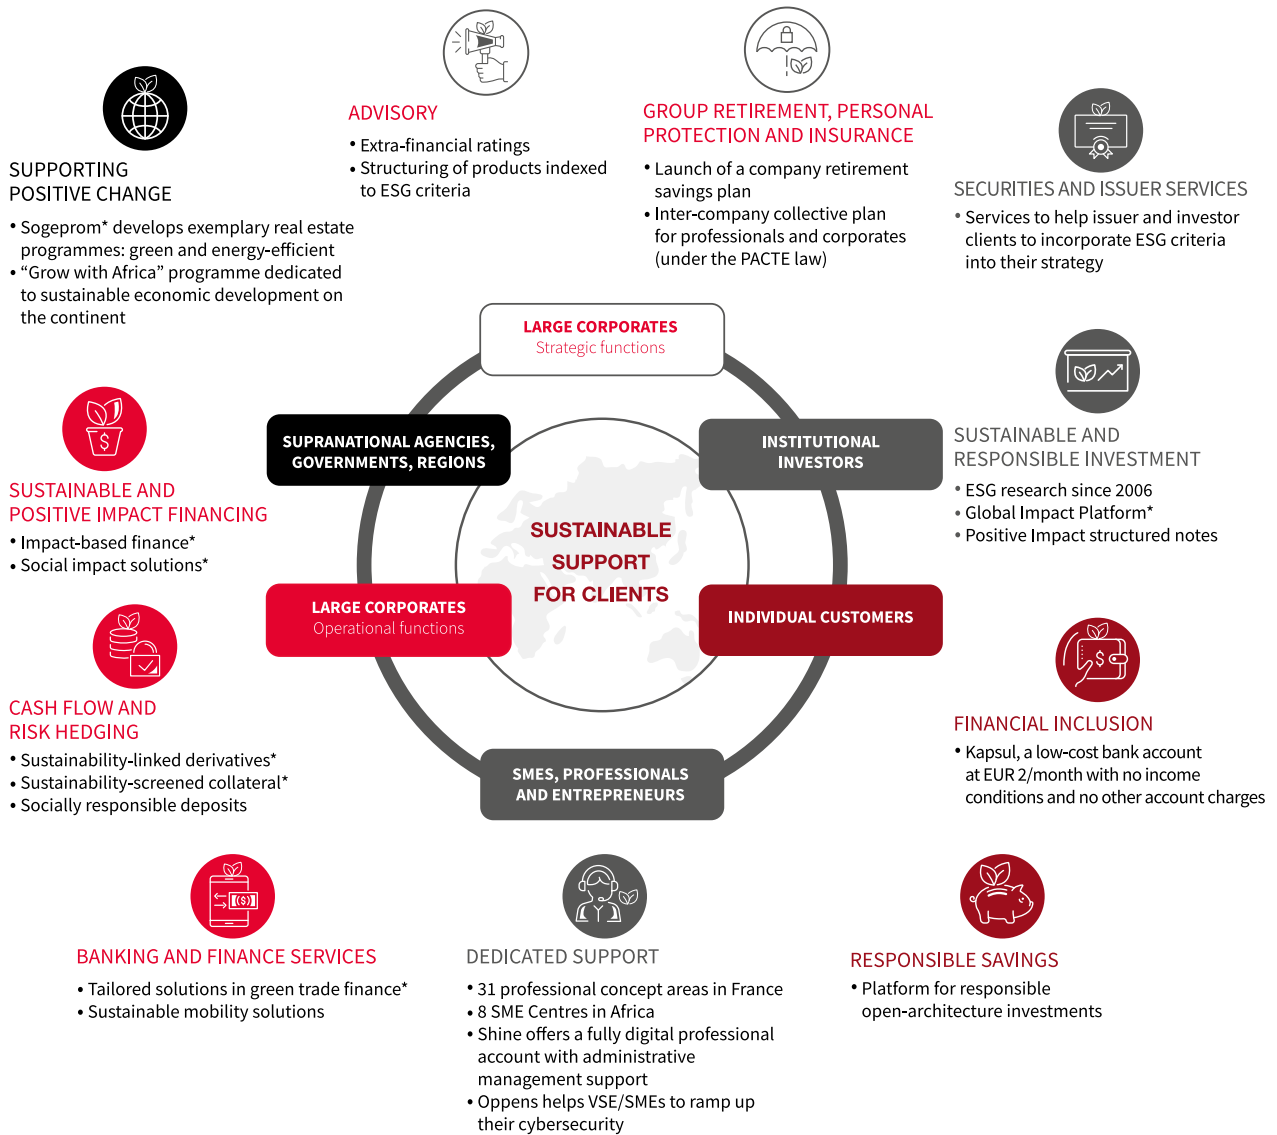 ADVISORY
• Extra-financial ratings
• Structuring of products indexed
to ESG criteria
GROUP RETIREMENT, PERSONAL
PROTECTION AND INSURANCE
• Launch of a company retirement
savings plan
• Inter-company collective plan
for professionals and corporates
(under the PACTE law)
SUPPORTING
POSITIVE CHANGE
• Sogeprom* develops exemplary real estate
programmes: green and energy-efficient
• “Grow with Africa” programme dedicated
to sustainable economic development on
the continent
SECURITIES AND ISSUER SERVICES
• Services to help issuer and investor
clients to incorporate ESG criteria
into their strategy
LARGE CORPORATES
Strategic functions
SUPRANATIONAL AGENCIES,
GOVERNMENTS, REGIONS
INSTITUTIONAL
INVESTORS
SUSTAINABLE
SUPPORT
FOR CLIENTS
LARGE CORPORATES
Operational functions
INDIVIDUAL CUSTOMERS
SMES, PROFESSIONALS
AND ENTREPRENEURS
$
SUSTAINABLE AND
POSITIVE IMPACT FINANCING
• Impact-based finance*
• Social impact solutions*
SUSTAINABLE AND
RESPONSIBLE INVESTMENT
• ESG research since 2006
• Global Impact Platform*
• Positive Impact structured notes
CASH FLOW AND
RISK HEDGING
• Sustainability-linked derivatives*
• Sustainability-screened collateral*
• Socially responsible deposits
$
FINANCIAL INCLUSION
• Kapsul, a low-cost bank account
at EUR 2/month with no income
conditions and no other account charges
($)
BANKING AND FINANCE SERVICES
• Tailored solutions in green trade finance*
• Sustainable mobility solutions
DEDICATED SUPPORT
• 31 professional concept areas in France
• 8 SME Centres in Africa
• Shine offers a fully digital professional
account with administrative
management support
• Oppens helps VSE/SMEs to ramp up
their cybersecurity
RESPONSIBLE SAVINGS
• Platform for responsible
open-architecture investments